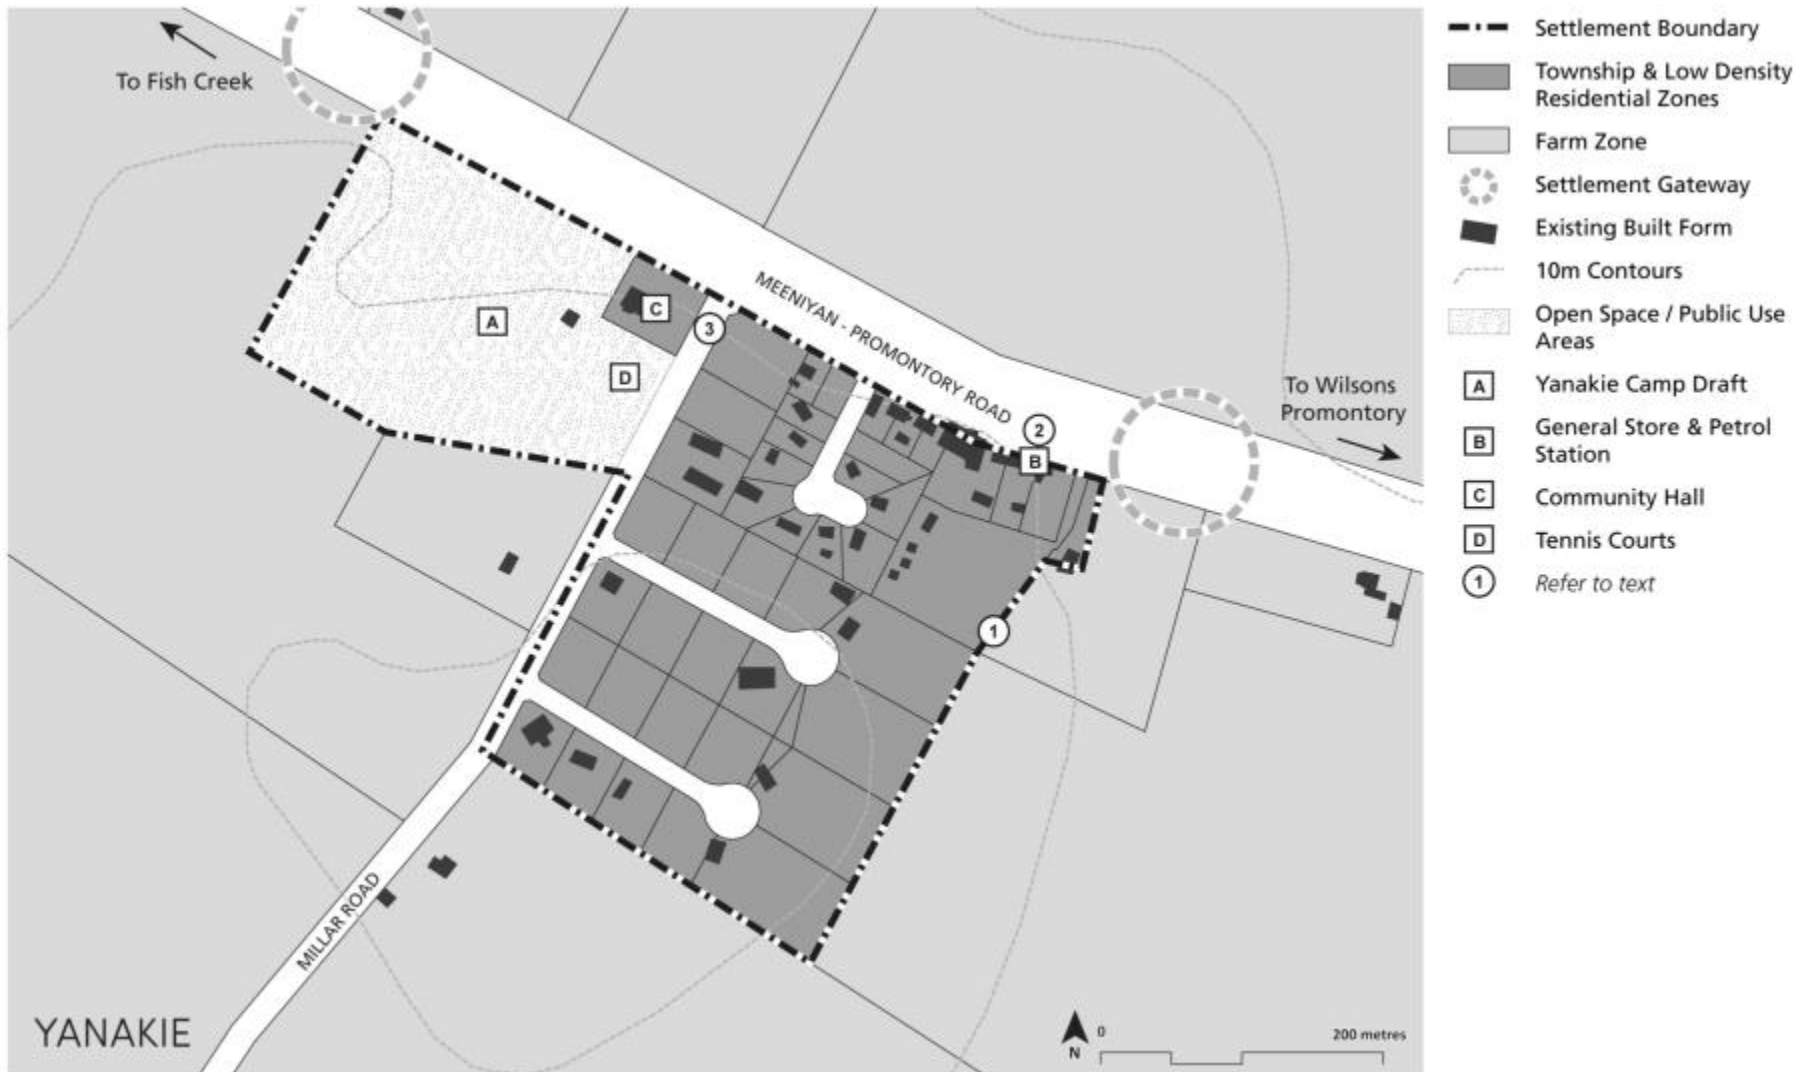 To Fish Creek
A
C
3
D
MEENIYAN - PROMONTORY ROAD
2
B
To Wilsons
Promontory
1
MILLAR ROAD
YANAKIE
N
0
200 metres
Settlement Boundary
Township & Low Density
Residential Zones
Farm Zone
Settlement Gateway
Existing Built Form
10m Contours
Open Space / Public Use
Areas
A Yanakie Camp Draft
B General Store & Petrol
Station
C Community Hall
D Tennis Courts
1 Refer to text